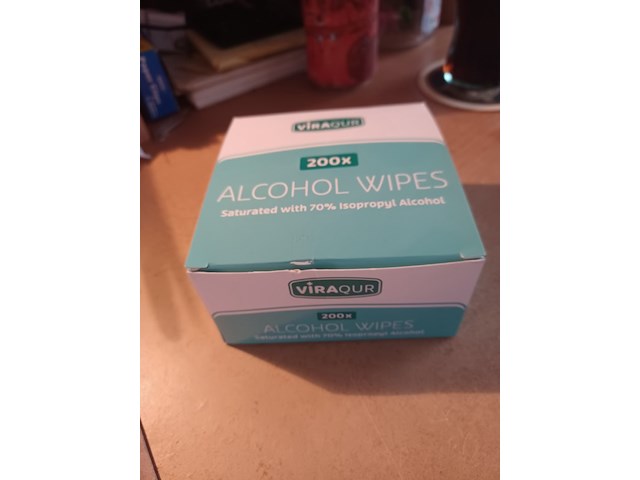 ViRAQUR
200x
ALCOHOL WIPES
Saturated with 70% Isopropyl Alcohol
ViRAQUR
200x
ALCOHOL WIPES
Saturated with 70% Isopropyl Alcohol